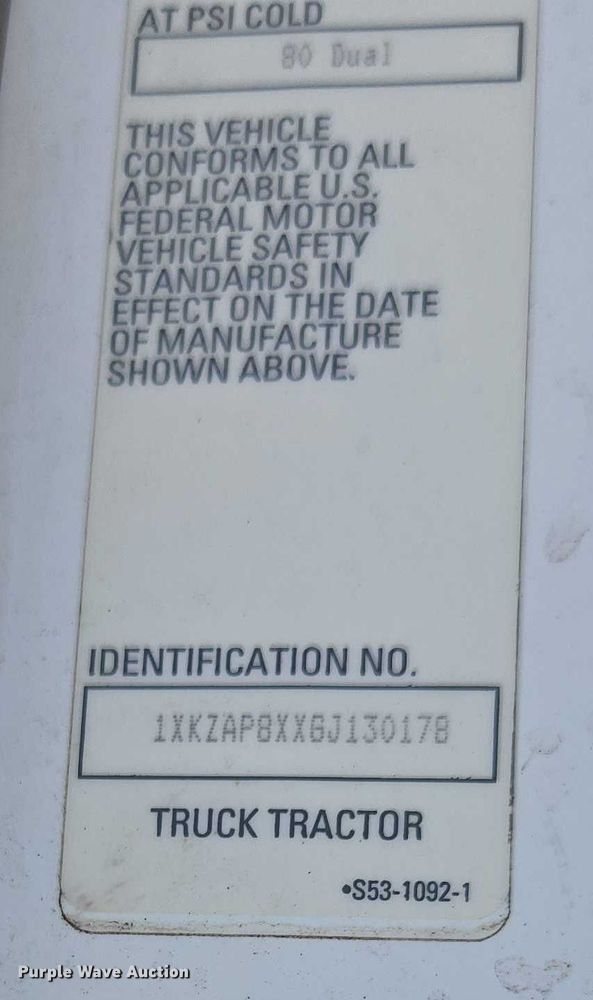 AT PSI COLD
80 Dual
THIS VEHICLE
CONFORMS TO ALL
APPLICABLE U.S.
FEDERAL MOTOR
VEHICLE SAFETY
STANDARDS IN
EFFECT ON THE DATE
OF MANUFACTURE
SHOWN ABOVE.
IDENTIFICATION NO.
1XKZAP8XXGJ130178
TRUCK TRACTOR
•S53-1092-1
Purple Wave Auction